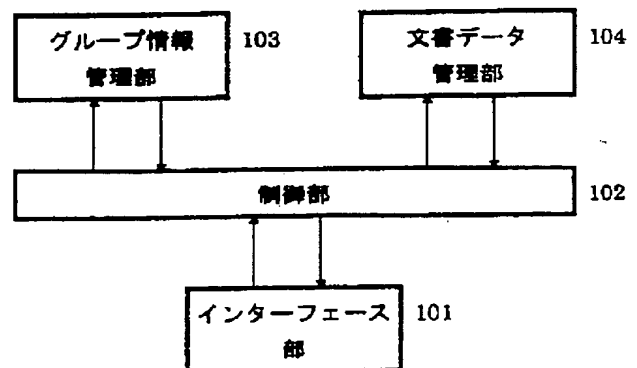 グループ情報
管理部
103
文書データ
管理部
104
制御部
102
インターフェース
部
101